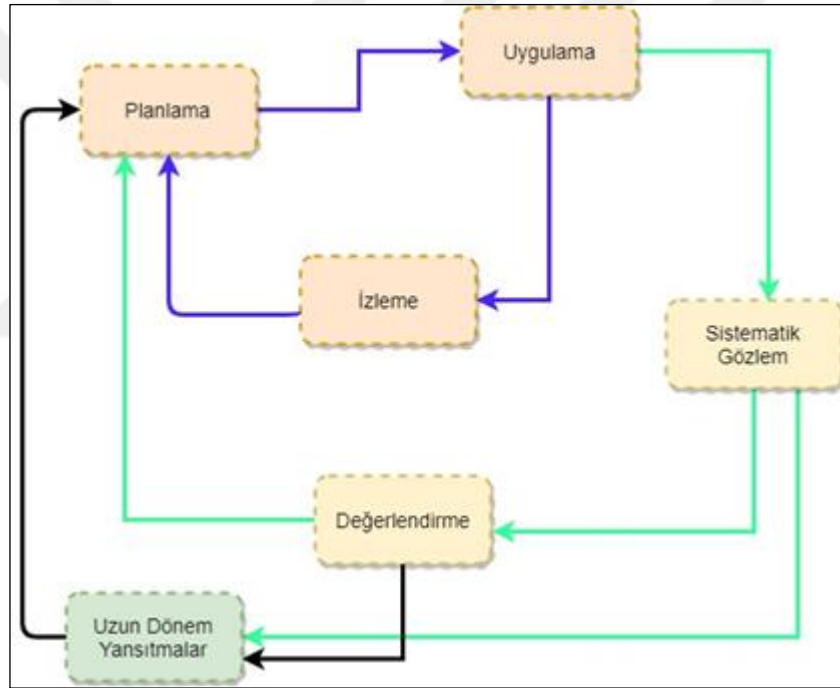 Uygulama
Planlama
İzleme
Sistematik
Gözlem
Değerlendirme
Uzun Dönem
Yansıtmalar